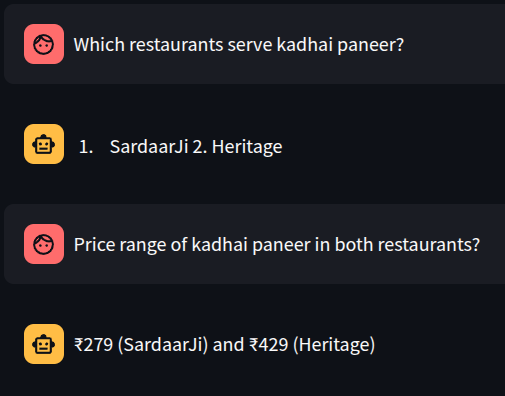 Which restaurants serve kadhai paneer?
1. SardaarJi 2. Heritage
Price range of kadhai paneer in both restaurants?
₹279 (SardaarJi) and ₹429 (Heritage)